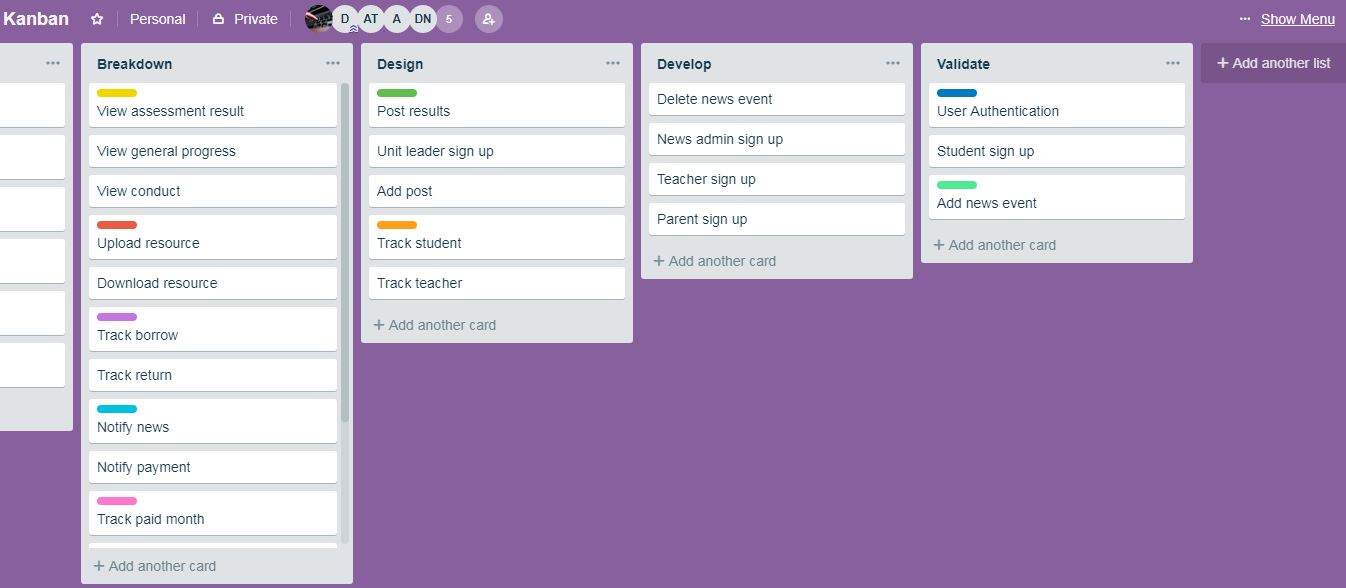 Kanban
Personal
Private
D
AT
A
DN
5
Show Menu
Breakdown
View assessment result
View general progress
View conduct
Upload resource
Download resource
Track borrow
Track return
Notify news
Notify payment
Track paid month
+ Add another card
Design
Post results
Unit leader sign up
Add post
Track student
Track teacher
+ Add another card
Develop
Delete news event
News admin sign up
Teacher sign up
Parent sign up
+ Add another card
Validate
User Authentication
Student sign up
Add news event
+ Add another card
+ Add another list